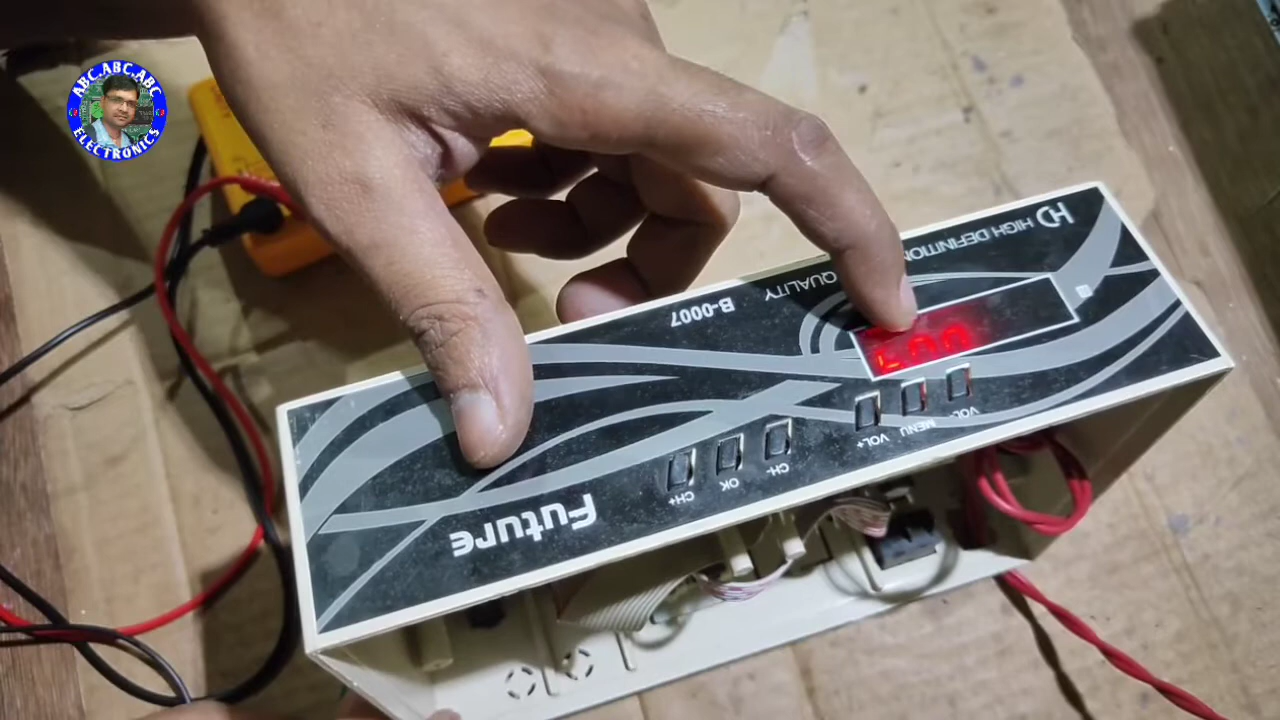 ABC.ABC.ABC
ELECTRONICS
HD HIGH DEFINITION QUALITY
B-0007
VOL-
MENU
VOL+
CH-
OK
CH+
Future